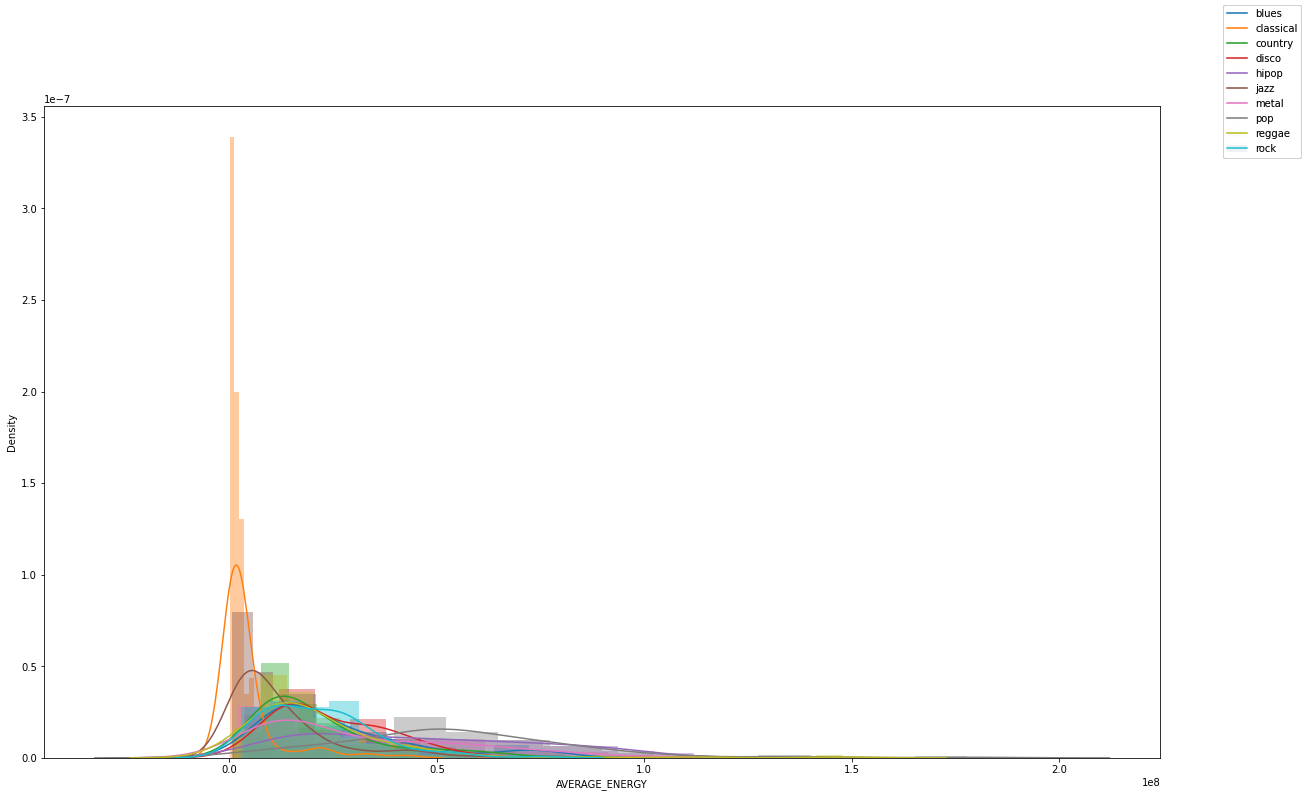 blues
classical
country
disco
hipop
jazz
metal
pop
reggae
rock
1e−7
3.5
3.0
2.5
2.0
1.5
1.0
0.5
0.0
Density
0.0
0.5
1.0
1.5
2.0
1e8
AVERAGE_ENERGY